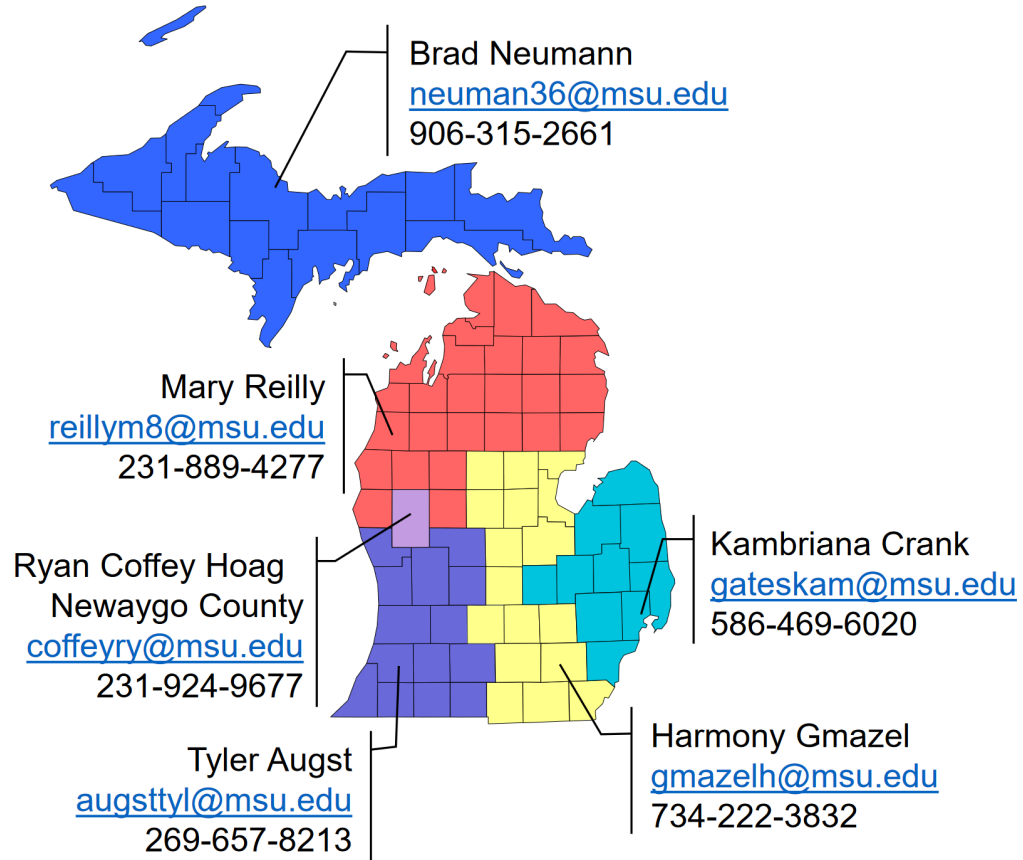 Brad Neumann
neuman36@msu.edu
906-315-2661
Mary Reilly
reillym8@msu.edu
231-889-4277
Ryan Coffey Hoag
Newaygo County
coffeyry@msu.edu
231-924-9677
Kambriana Crank
gateskam@msu.edu
586-469-6020
Tyler Augst
augsttyl@msu.edu
269-657-8213
Harmony Gmazel
gmazelh@msu.edu
734-222-3832